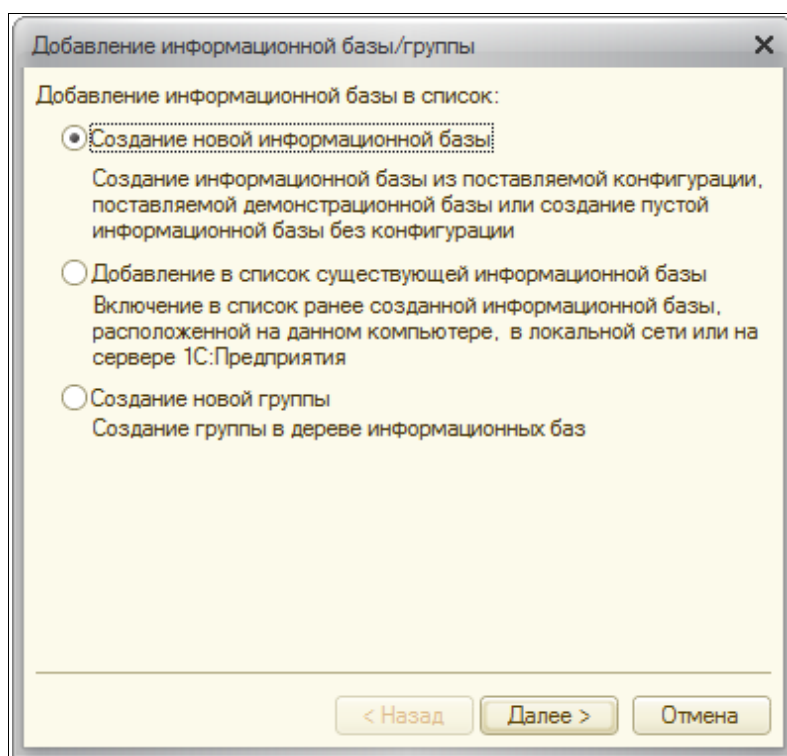 Добавление информационной базы/группы
Добавление информационной базы в список:
Создание новой информационной базы
Создание информационной базы из поставляемой конфигурации,
поставляемой демонстрационной базы или создание пустой
информационной базы без конфигурации
Добавление в список существующей информационной базы
Включение в список ранее созданной информационной базы,
расположенной на данном компьютере, в локальной сети или на
сервере 1С:Предприятия
Создание новой группы
Создание группы в дереве информационных баз
< Назад Далее > Отмена